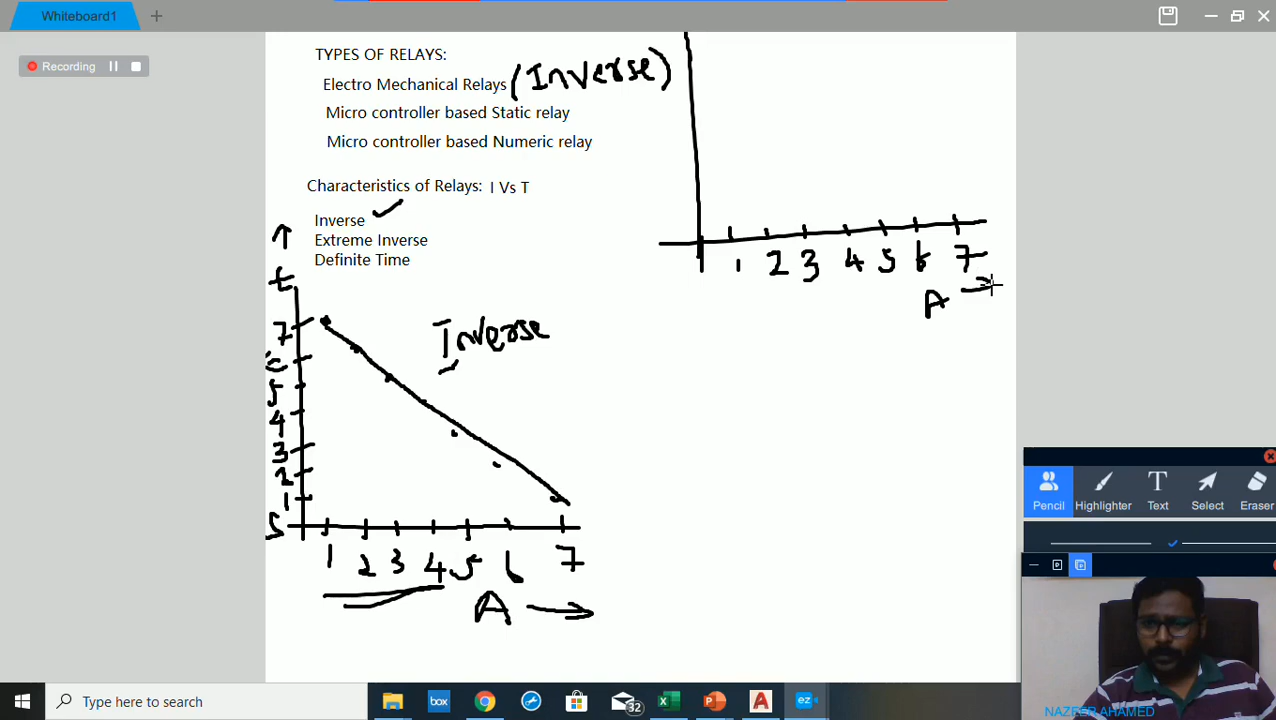 Whiteboard1
Recording
TYPES OF RELAYS:
Electro Mechanical Relays (Inverse)
Micro controller based Static relay
Micro controller based Numeric relay
Characteristics of Relays: I Vs T
Inverse
Extreme Inverse
Definite Time
1 2 3 4 5 6 7
A
t
Inverse
7
5
4
3
2
1
S
1 2 3 4 5 6 7
A
Pencil Highlighter Text Select Eraser
NAZEER AHAMED
Type here to search
box
32
ez